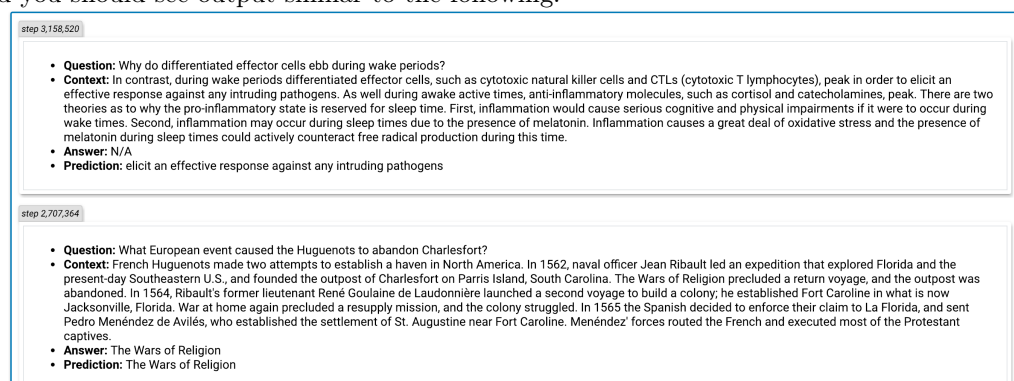 you should see output similar to the following:
step 3,158,520
• Question: Why do differentiated effector cells ebb during wake periods?
• Context: In contrast, during wake periods differentiated effector cells, such as cytotoxic natural killer cells and CTLs (cytotoxic T lymphocytes), peak in order to elicit an
effective response against any intruding pathogens. As well during awake active times, anti-inflammatory molecules, such as cortisol and catecholamines, peak. There are two
theories as to why the pro-inflammatory state is reserved for sleep time. First, inflammation would cause serious cognitive and physical impairments if it were to occur during
wake times. Second, inflammation may occur during sleep times due to the presence of melatonin. Inflammation causes a great deal of oxidative stress and the presence of
melatonin during sleep times could actively counteract free radical production during this time.
• Answer: N/A
• Prediction: elicit an effective response against any intruding pathogens
step 2,707,364
• Question: What European event caused the Huguenots to abandon Charlesfort?
• Context: French Huguenots made two attempts to establish a haven in North America. In 1562, naval officer Jean Ribault led an expedition that explored Florida and the
present-day Southeastern U.S., and founded the outpost of Charlesfort on Parris Island, South Carolina. The Wars of Religion precluded a return voyage, and the outpost was
abandoned. In 1564, Ribault's former lieutenant René Goulaine de Laudonnière launched a second voyage to build a colony; he established Fort Caroline in what is now
Jacksonville, Florida. War at home again precluded a resupply mission, and the colony struggled. In 1565 the Spanish decided to enforce their claim to La Florida, and sent
Pedro Menéndez de Avilés, who established the settlement of St. Augustine near Fort Caroline. Menéndez' forces routed the French and executed most of the Protestant
captives.
• Answer: The Wars of Religion
• Prediction: The Wars of Religion